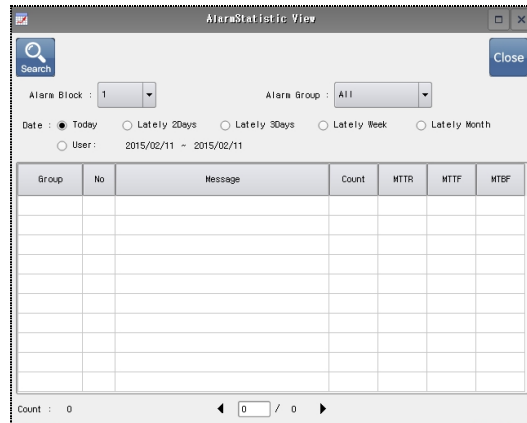 AlarmStatistic View
Search
Close
Alarm Block : 1 Alarm Group : All
Date : Today Lately 2Days Lately 3Days Lately Week Lately Month
User: 2015/02/11 ~ 2015/02/11
Group No Message Count MTTR MTTF MTBF
Count : 0 0 / 0